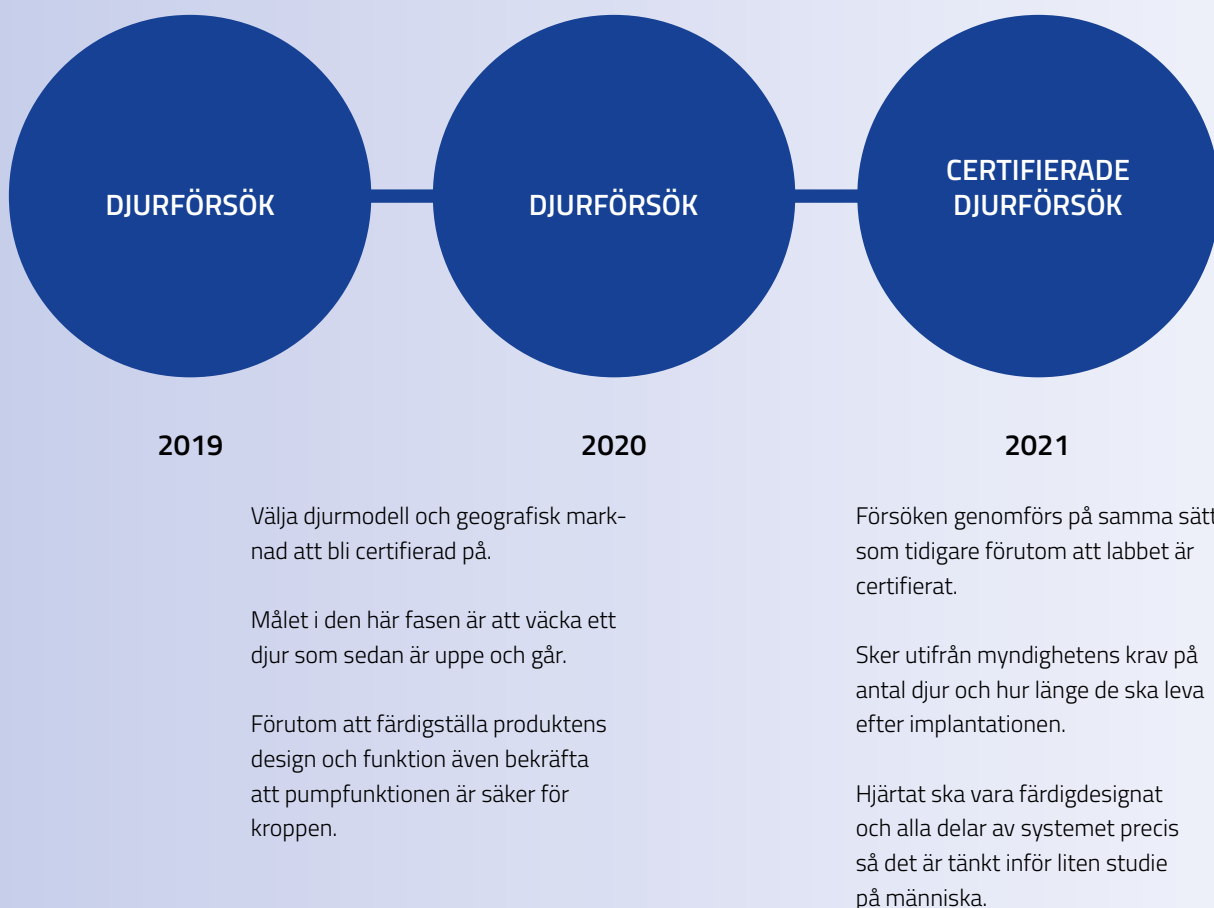 DJURFÖRSÖK
DJURFÖRSÖK
CERTIFIERADE
DJURFÖRSÖK
2019
2020
2021
Välja djurmodell och geografisk mark-
nad att bli certifierad på.
Målet i den här fasen är att väcka ett
djur som sedan är uppe och går.
Förutom att färdigställa produktens
design och funktion även bekräfta
att pumpfunktionen är säker för
kroppen.
Försöken genomförs på samma sätt
som tidigare förutom att labbet är
certifierat.
Sker utifrån myndighetens krav på
antal djur och hur länge de ska leva
efter implantationen.
Hjärtat ska vara färdigdesignat
och alla delar av systemet precis
så det är tänkt inför liten studie
på människa.